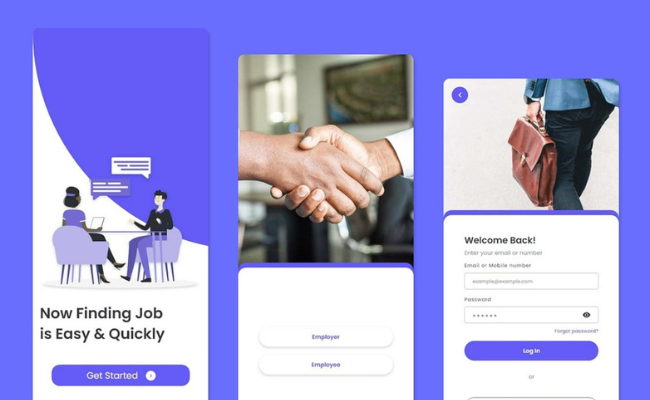 Now Finding Job
is Easy & Quickly
Get Started
Employer
Employee
Welcome Back!
Enter your email or number
Email or Mobile number
example@example.com
Password
Forgot password?
Log In
or